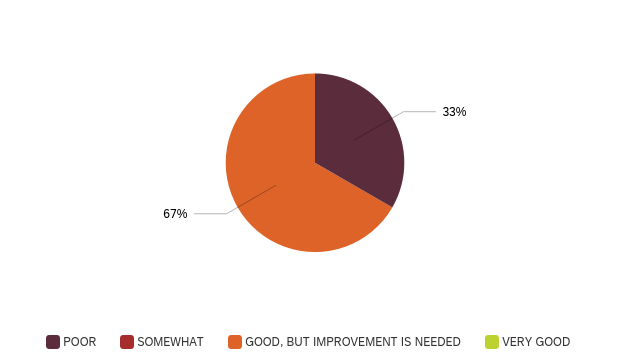 33%
67%
POOR SOMEWHAT GOOD, BUT IMPROVEMENT IS NEEDED VERY GOOD